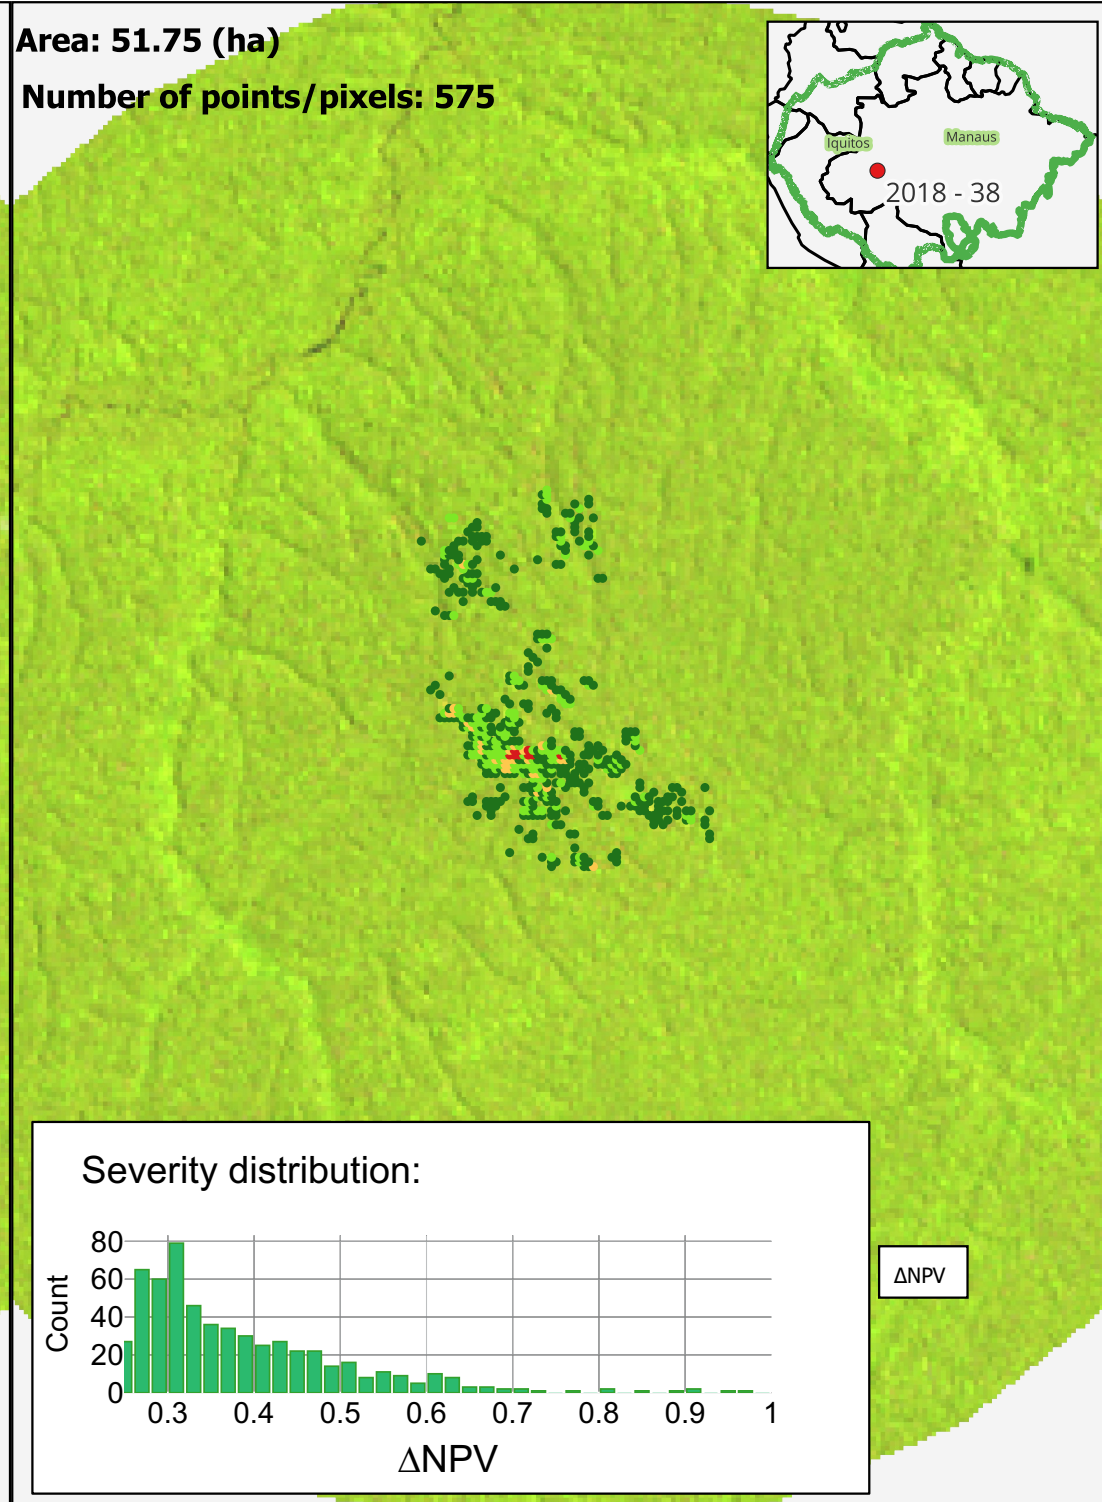 Area: 51.75 (ha)
Number of points/pixels: 575
Iquitos
Manaus
2018 - 38
Severity distribution:
Count
80
60
40
20
0
0.3 0.4 0.5 0.6 0.7 0.8 0.9 1
ΔNPV
ΔNPV